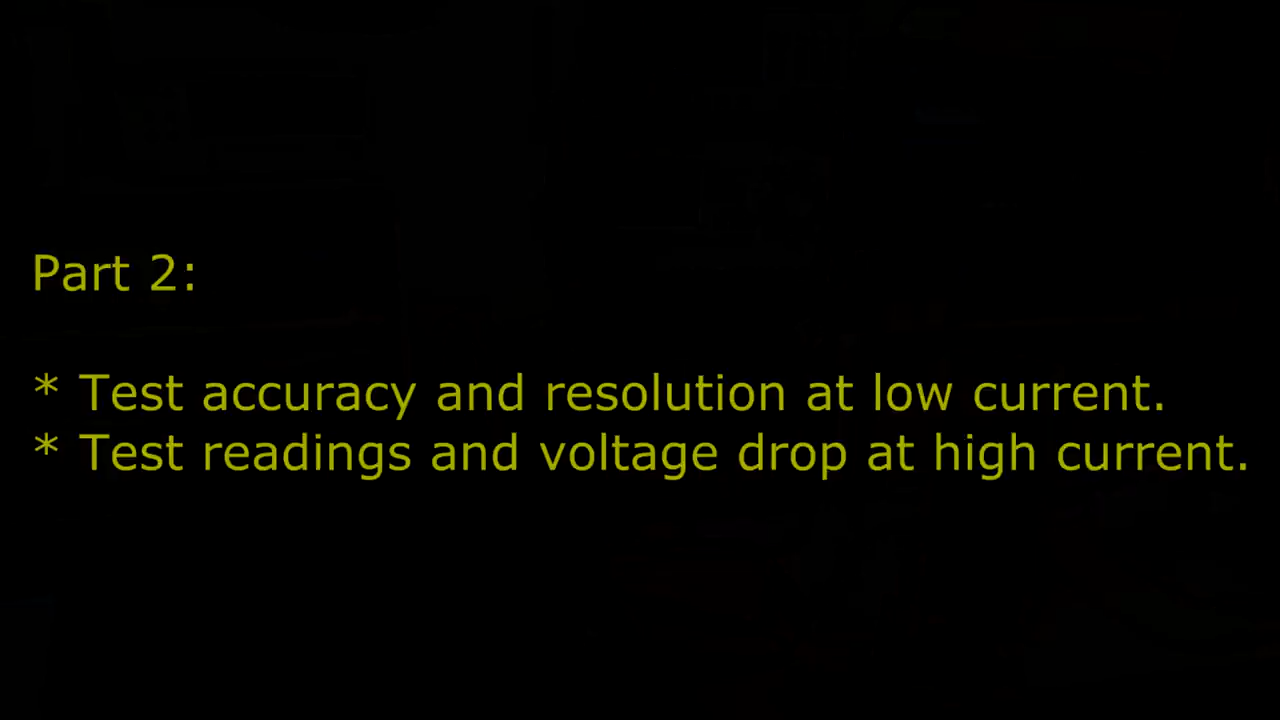 Part 2:
* Test accuracy and resolution at low current.
* Test readings and voltage drop at high current.